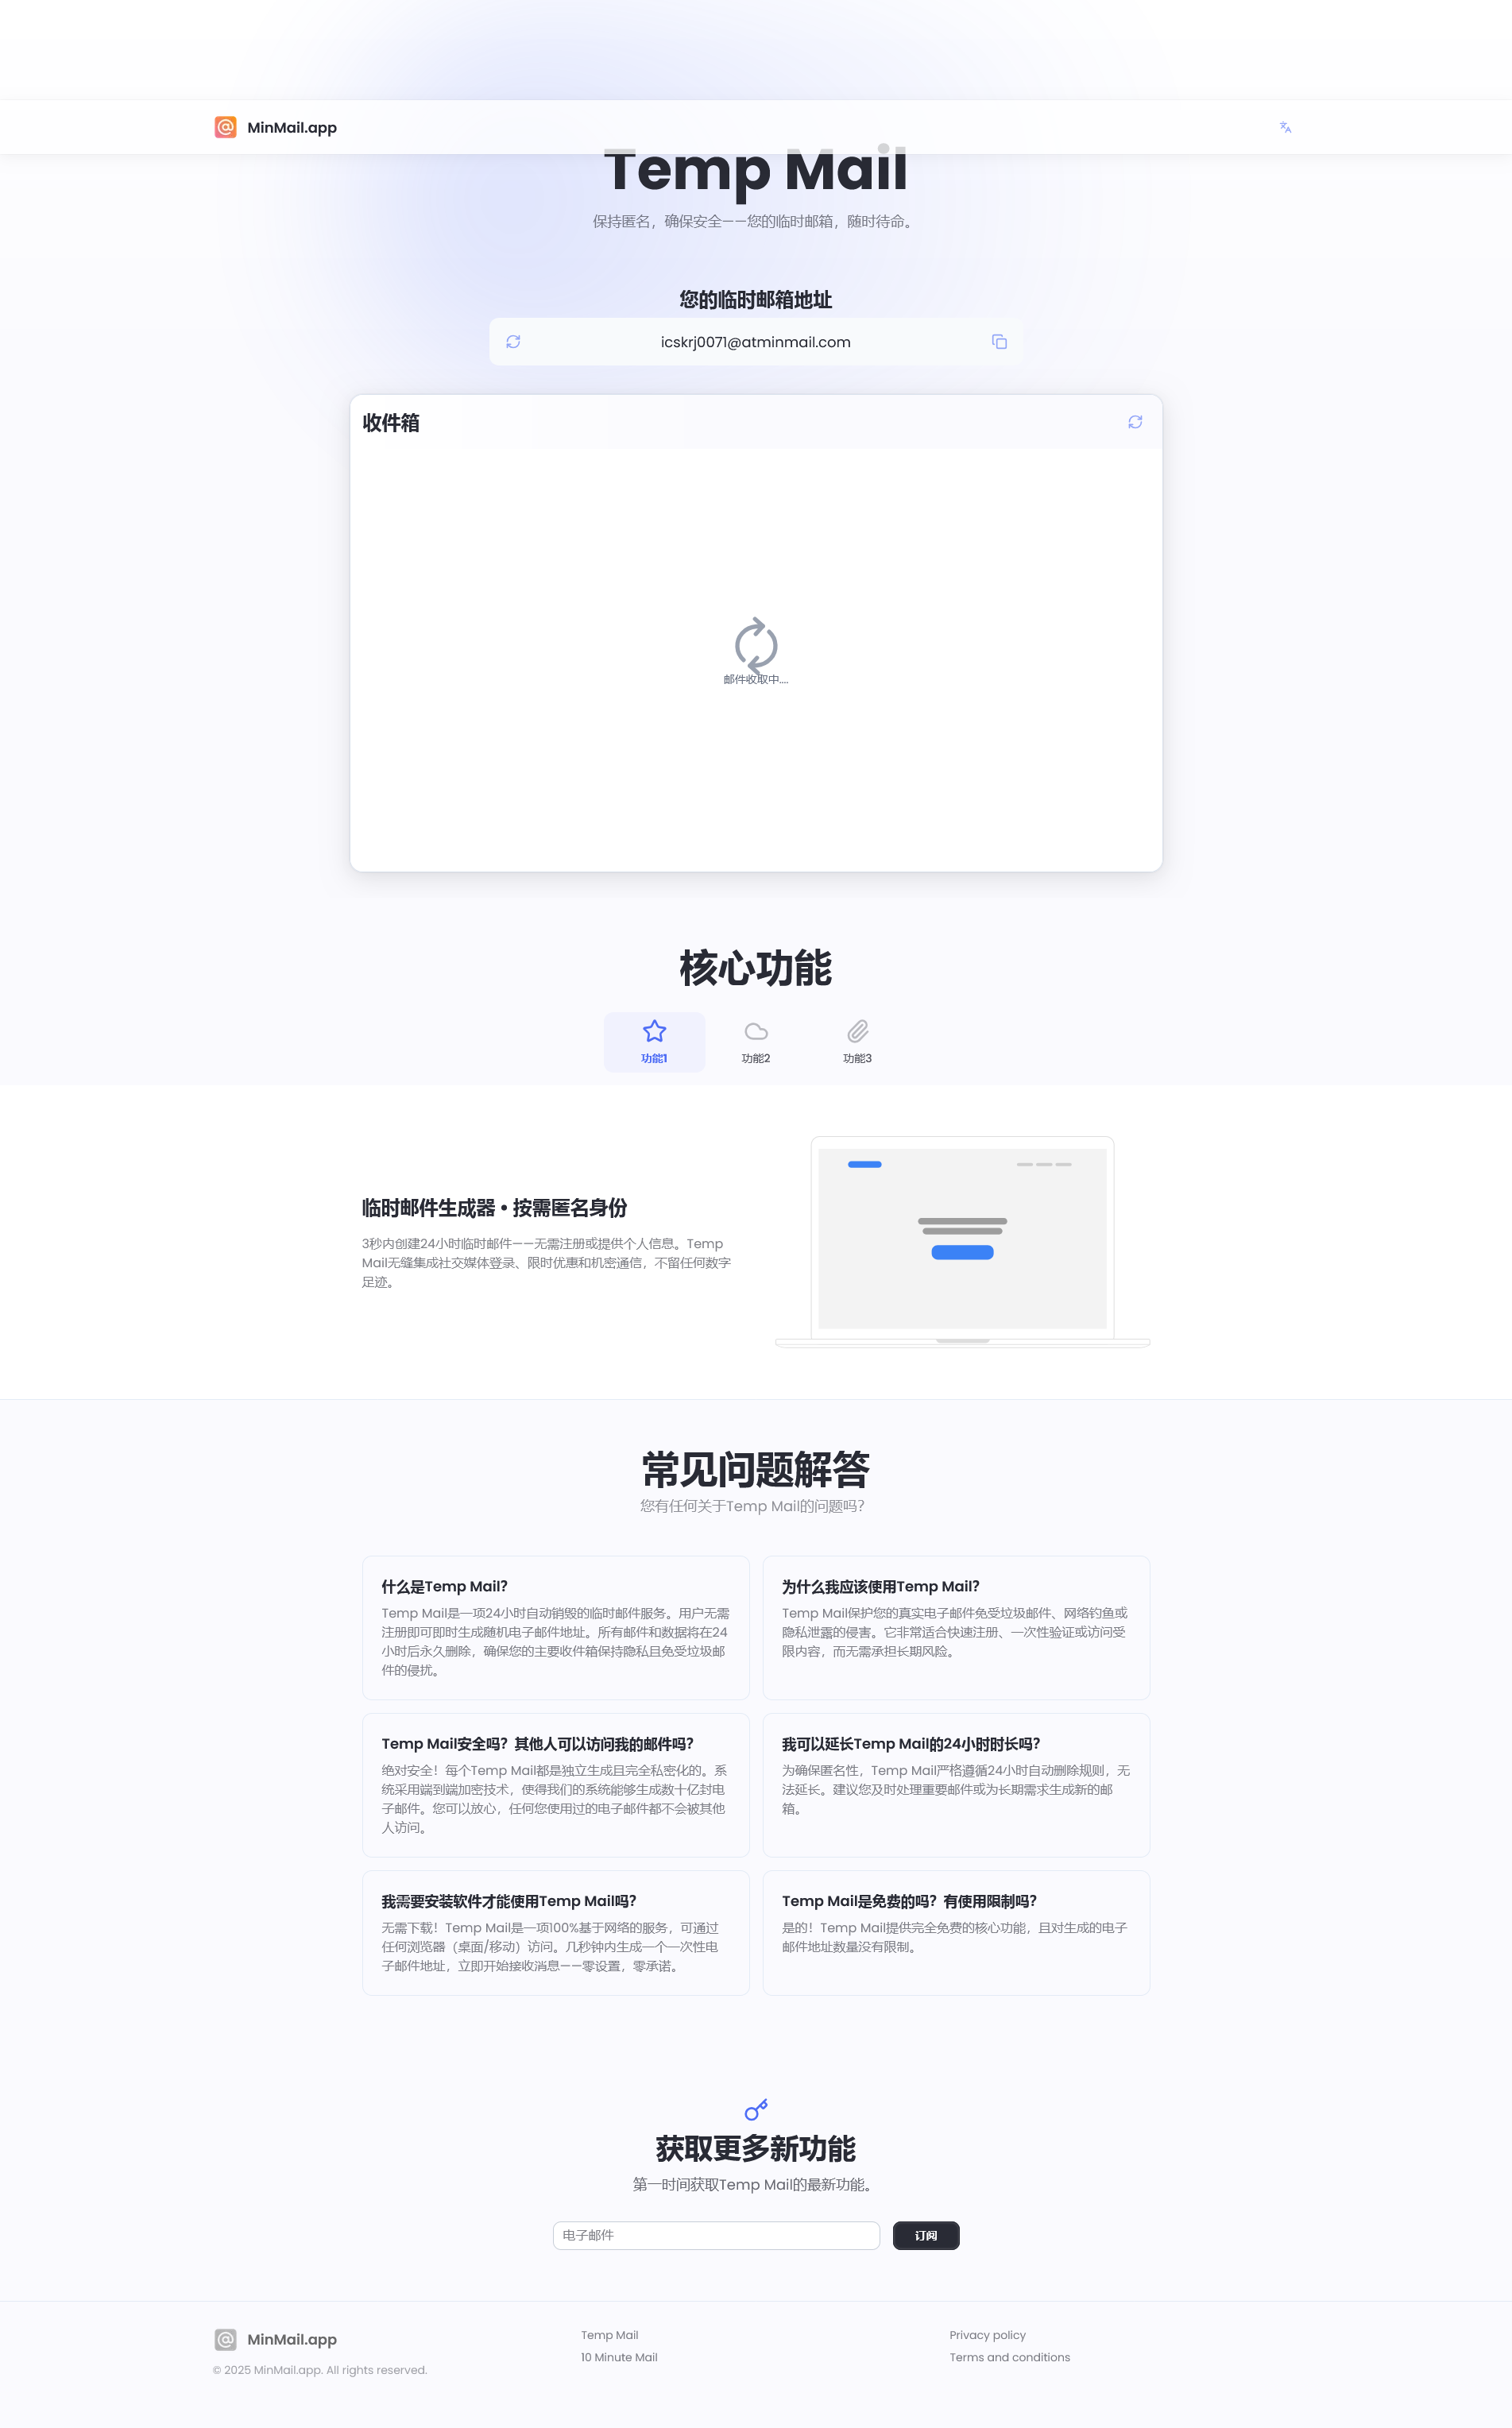 MinMail.app
Temp Mail
保持匿名，确保安全——您的临时邮箱，随时待命。
您的临时邮箱地址
icskrj0071@atminmail.com
收件箱
邮件收取中....
核心功能
功能1
功能2
功能3
临时邮件生成器 • 按需匿名身份
3秒内创建24小时临时邮件——无需注册或提供个人信息。Temp
Mail无缝集成社交媒体登录、限时优惠和机密通信，不留任何数字
足迹。
常见问题解答
您有任何关于Temp Mail的问题吗？
什么是Temp Mail？
Temp Mail是一项24小时自动销毁的临时邮件服务。用户无需
注册即可即时生成随机电子邮件地址。所有邮件和数据将在24
小时后永久删除，确保您的主要收件箱保持隐私且免受垃圾邮
件的侵扰。
为什么我应该使用Temp Mail？
Temp Mail保护您的真实电子邮件免受垃圾邮件、网络钓鱼或
隐私泄露的侵害。它非常适合快速注册、一次性验证或访问受
限内容，而无需承担长期风险。
Temp Mail安全吗？其他人可以访问我的邮件吗？
绝对安全！每个Temp Mail都是独立生成且完全私密化的。系
统采用端到端加密技术，使得我们的系统能够生成数十亿封电
子邮件。您可以放心，任何您使用过的电子邮件都不会被其他
人访问。
我可以延长Temp Mail的24小时时长吗？
为确保匿名性，Temp Mail严格遵循24小时自动删除规则，无
法延长。建议您及时处理重要邮件或为长期需求生成新的邮
箱。
我需要安装软件才能使用Temp Mail吗？
无需下载！Temp Mail是一项100%基于网络的服务，可通过
任何浏览器（桌面/移动）访问。几秒钟内生成一个一次性电
子邮件地址，立即开始接收消息——零设置，零承诺。
Temp Mail是免费的吗？有使用限制吗？
是的！Temp Mail提供完全免费的核心功能，且对生成的电子
邮件地址数量没有限制。
获取更多新功能
第一时间获取Temp Mail的最新功能。
电子邮件
订阅
MinMail.app
© 2025 MinMail.app. All rights reserved.
Temp Mail
10 Minute Mail
Privacy policy
Terms and conditions